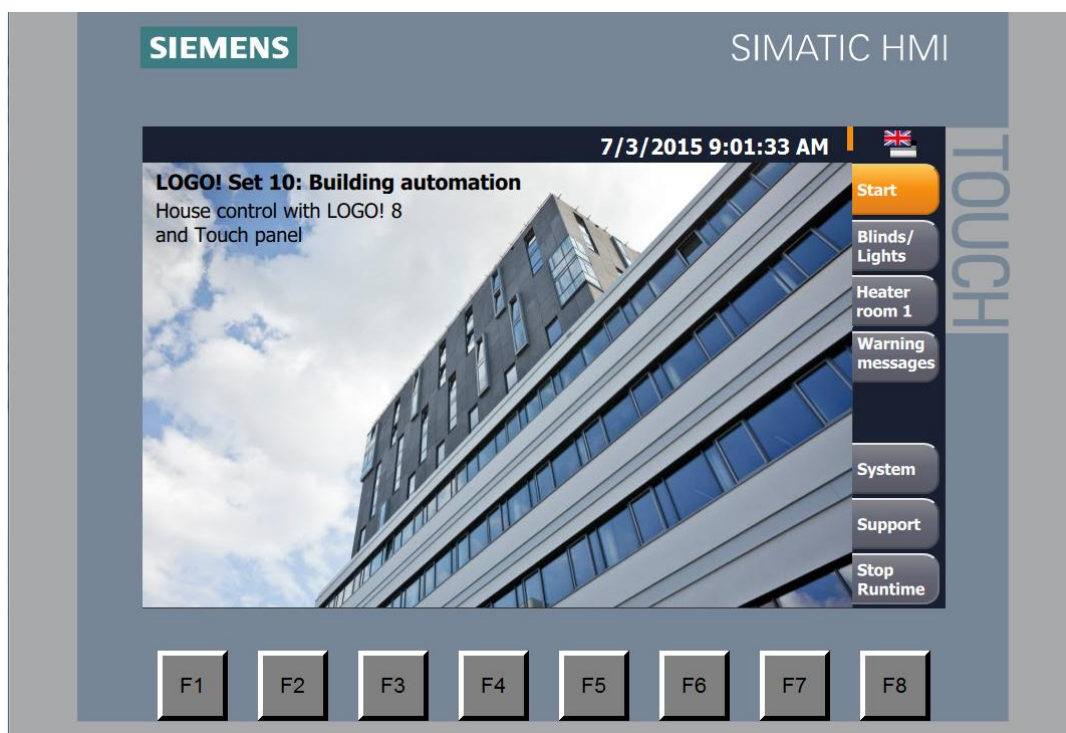 SIEMENS
SIMATIC HMI
TOUCH
7/3/2015 9:01:33 AM
LOGO! Set 10: Building automation
House control with LOGO! 8
and Touch panel
Start
Blinds/
Lights
Heater
room 1
Warning
messages
System
Support
Stop
Runtime
F1 F2 F3 F4 F5 F6 F7 F8